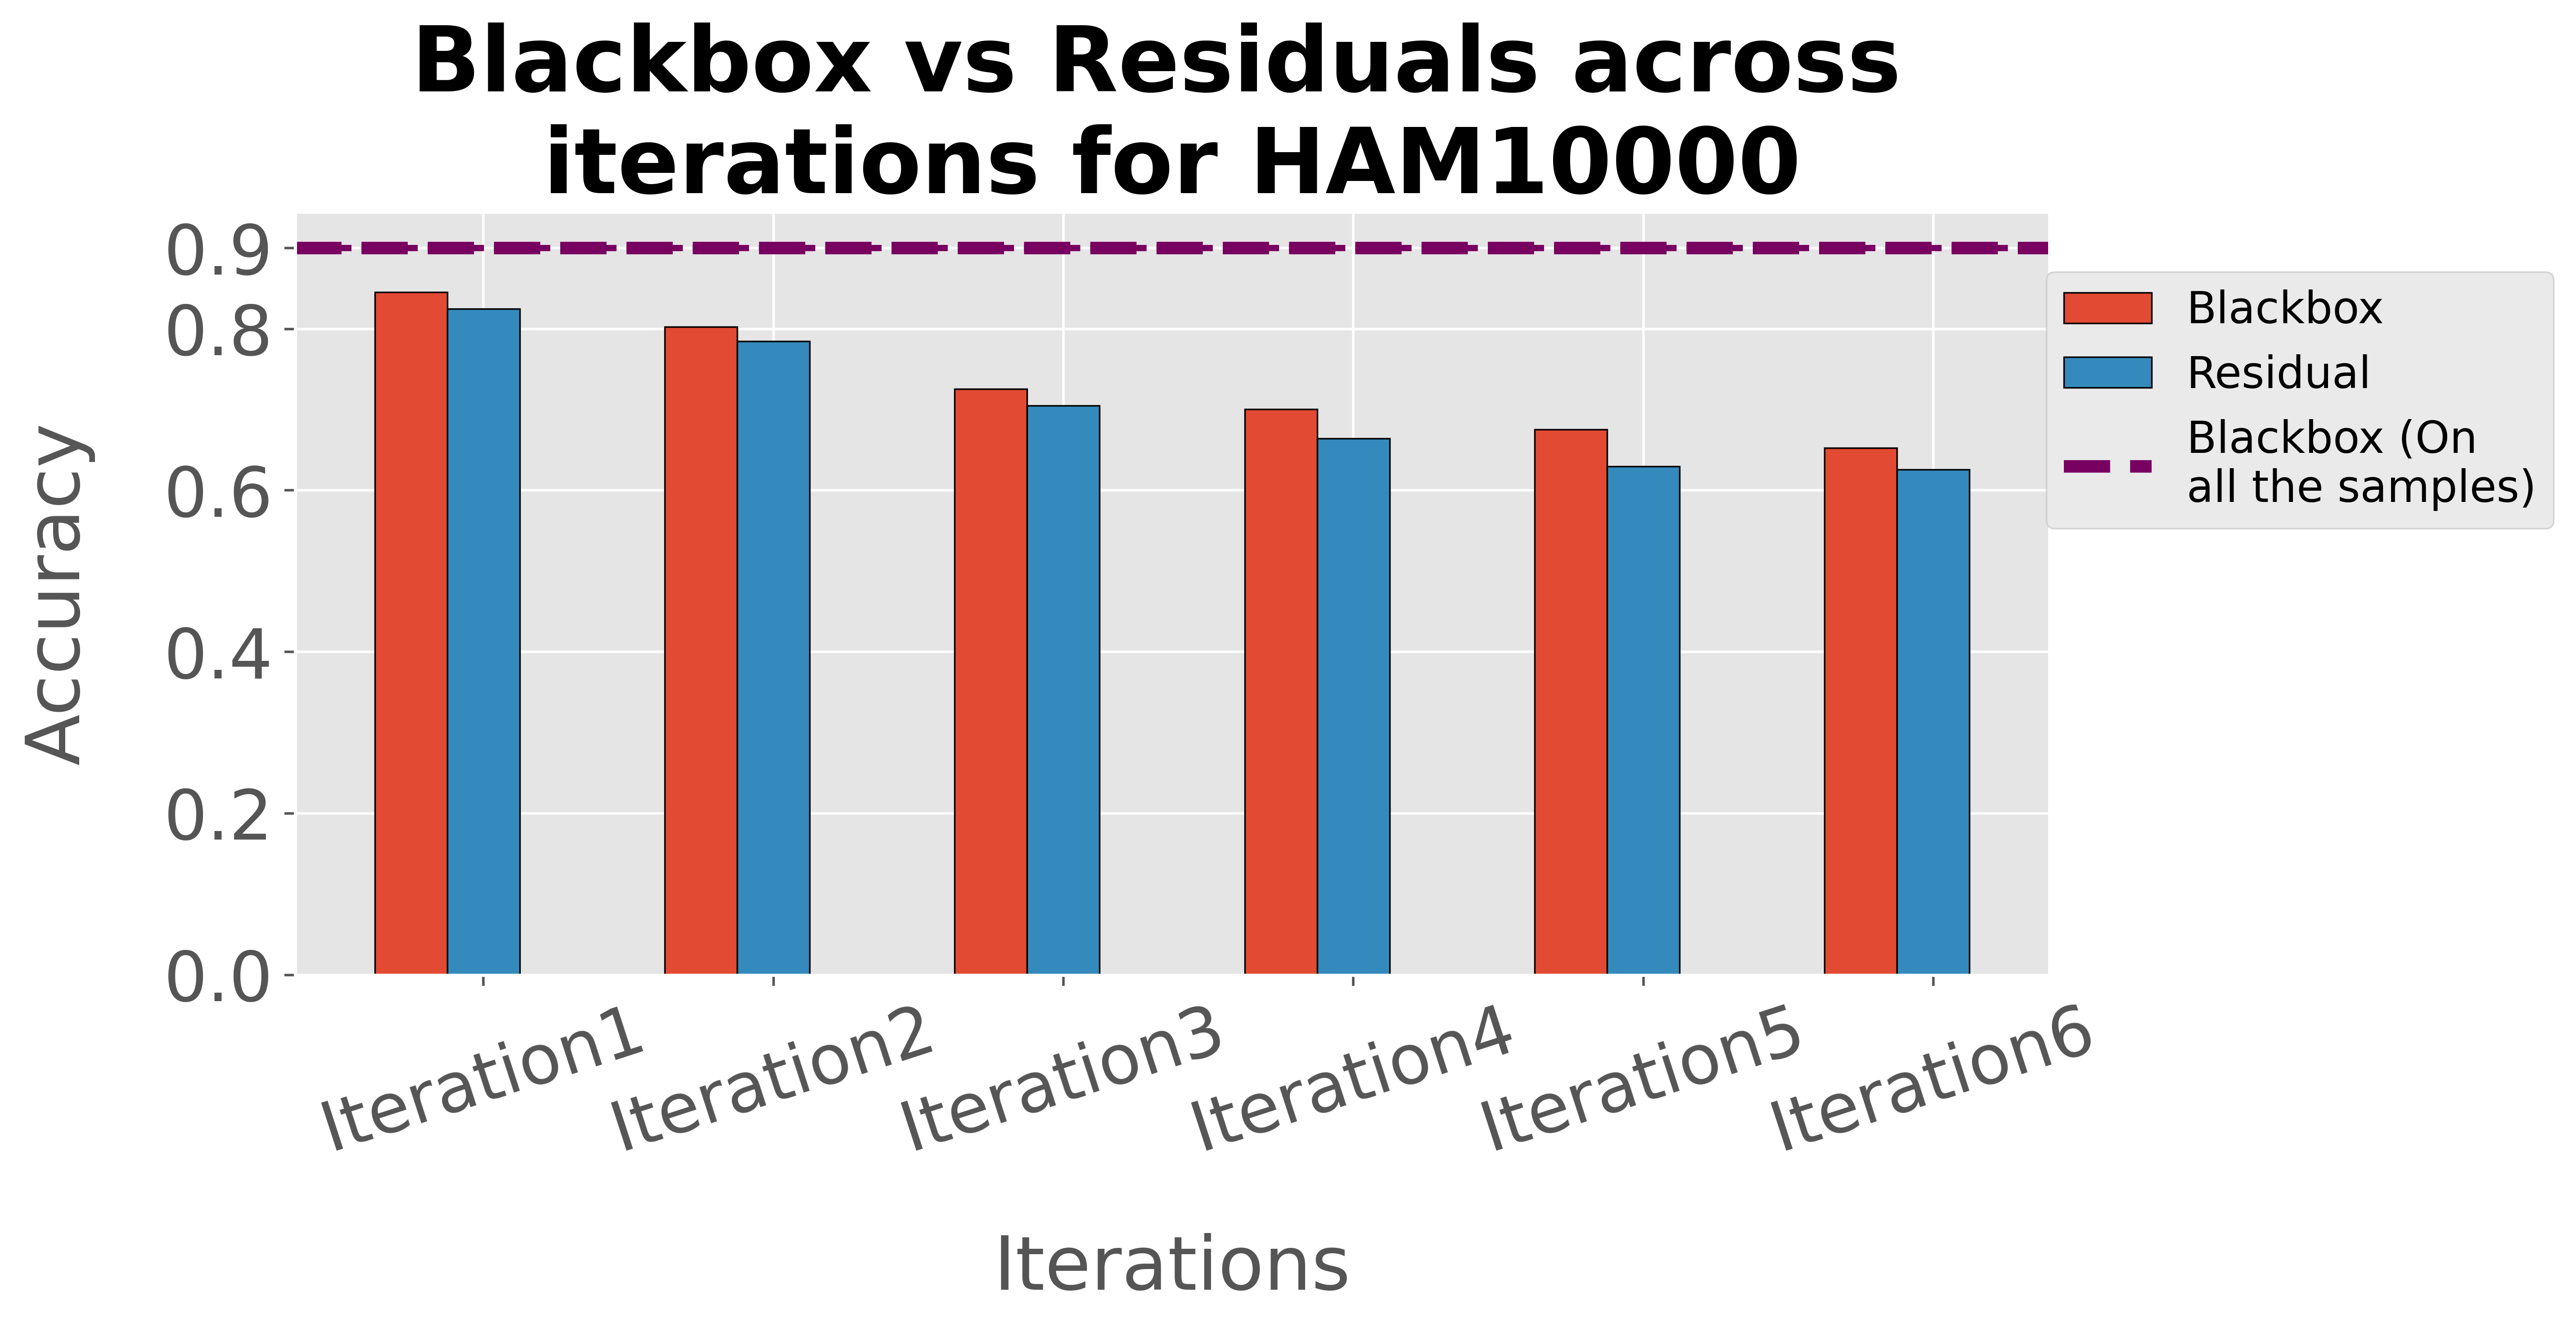 Blackbox vs Residuals across
iterations for HAM10000
0.9
0.8
0.6
0.4
0.2
0.0
Accuracy
Blackbox
Residual
Blackbox (On
all the samples)
Iteration1
Iteration2
Iteration3
Iteration4
Iteration5
Iteration6
Iterations